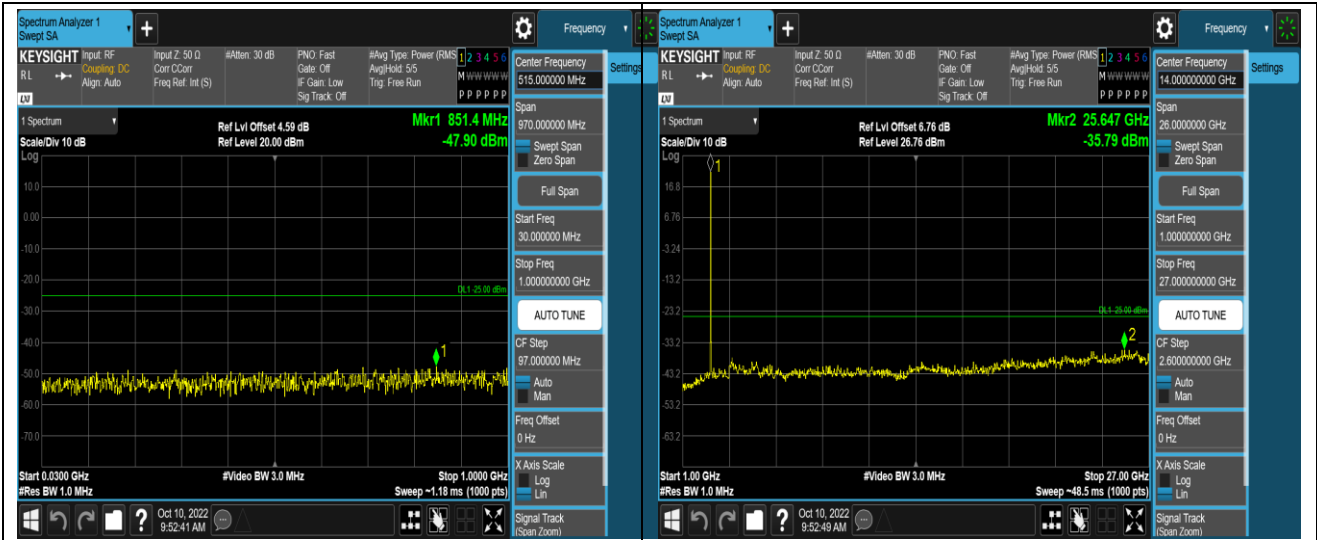 Spectrum Analyzer 1
Swept SA
+
Frequency
KEYSIGHT
RL
Input: RF
Coupling: DC
Align: Auto
Input Z: 50 Ω
Corr CCorr
Freq Ref: Int (S)
#Atten: 30 dB
PNO: Fast
Gate: Off
IF Gain: Low
Sig Track: Off
#Avg Type: Power (RMS
Avg|Hold: 5/5
Trig: Free Run
1 2 3 4 5 6
M W W W W W
P P P P P P
LXI
1 Spectrum
Scale/Div 10 dB
Log
Ref Lvl Offset 4.59 dB
Ref Level 20.00 dBm
Mkr1 851.4 MHz
-47.90 dBm
10.0
0.00
-10.0
-20.0
DL1 -25.00 dBm
-30.0
-40.0
1
-50.0
-60.0
-70.0
Start 0.0300 GHz
#Res BW 1.0 MHz
#Video BW 3.0 MHz
Stop 1.0000 GHz
Sweep ~1.18 ms (1000 pts)
Oct 10, 2022
9:52:41 AM
?
Center Frequency
515.000000 MHz
Settings
Span
970.000000 MHz
Swept Span
Zero Span
Full Span
Start Freq
30.000000 MHz
Stop Freq
1.000000000 GHz
AUTO TUNE
CF Step
97.000000 MHz
Auto
Man
Freq Offset
0 Hz
X Axis Scale
Log
Lin
Signal Track
(Span Zoom)
Spectrum Analyzer 1
Swept SA
+
Frequency
KEYSIGHT
RL
Input: RF
Coupling: DC
Align: Auto
Input Z: 50 Ω
Corr CCorr
Freq Ref: Int (S)
#Atten: 30 dB
PNO: Fast
Gate: Off
IF Gain: Low
Sig Track: Off
#Avg Type: Power (RMS
Avg|Hold: 5/5
Trig: Free Run
1 2 3 4 5 6
M W W W W W
P P P P P P
LXI
1 Spectrum
Scale/Div 10 dB
Log
Ref Lvl Offset 6.76 dB
Ref Level 26.76 dBm
Mkr2 25.647 GHz
-35.79 dBm
1
16.8
6.76
-3.24
-13.2
-23.2
DL1 -25.00 dBm
2
-33.2
-43.2
-53.2
-63.2
Start 1.00 GHz
#Res BW 1.0 MHz
#Video BW 3.0 MHz
Stop 27.00 GHz
Sweep ~48.5 ms (1000 pts)
Oct 10, 2022
9:52:49 AM
?
Center Frequency
14.000000000 GHz
Settings
Span
26.0000000 GHz
Swept Span
Zero Span
Full Span
Start Freq
1.000000000 GHz
Stop Freq
27.000000000 GHz
AUTO TUNE
CF Step
2.600000000 GHz
Auto
Man
Freq Offset
0 Hz
X Axis Scale
Log
Lin
Signal Track
(Span Zoom)